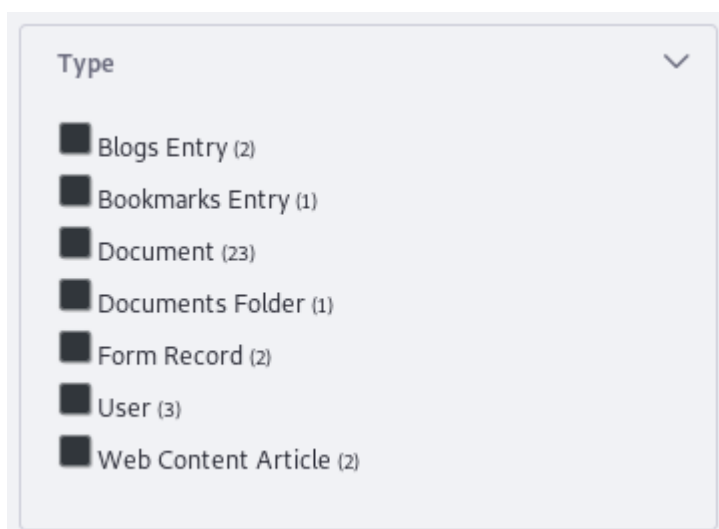 Type
Blogs Entry (2)
Bookmarks Entry (1)
Document (23)
Documents Folder (1)
Form Record (2)
User (3)
Web Content Article (2)